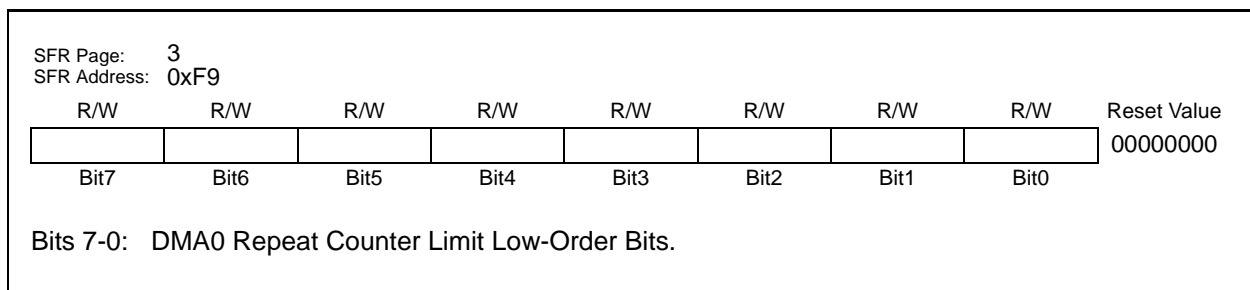 SFR Page: 3
SFR Address: 0xF9
R/W R/W R/W R/W R/W R/W R/W R/W Reset Value
00000000
Bit7 Bit6 Bit5 Bit4 Bit3 Bit2 Bit1 Bit0
Bits 7-0: DMA0 Repeat Counter Limit Low-Order Bits.